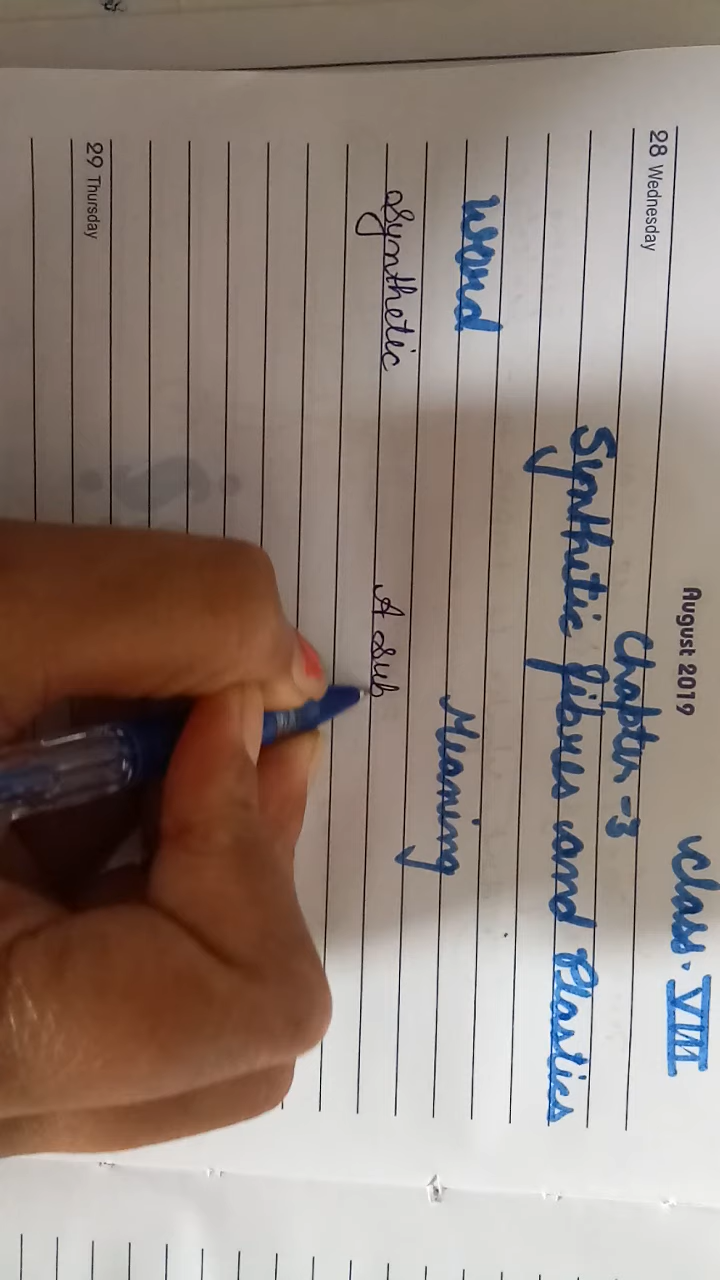 August 2019 Class. VIII
28 Wednesday Chapter -3
Synthetic fibres and Plastics
Word Meaning
Synthetic A sub
29 Thursday